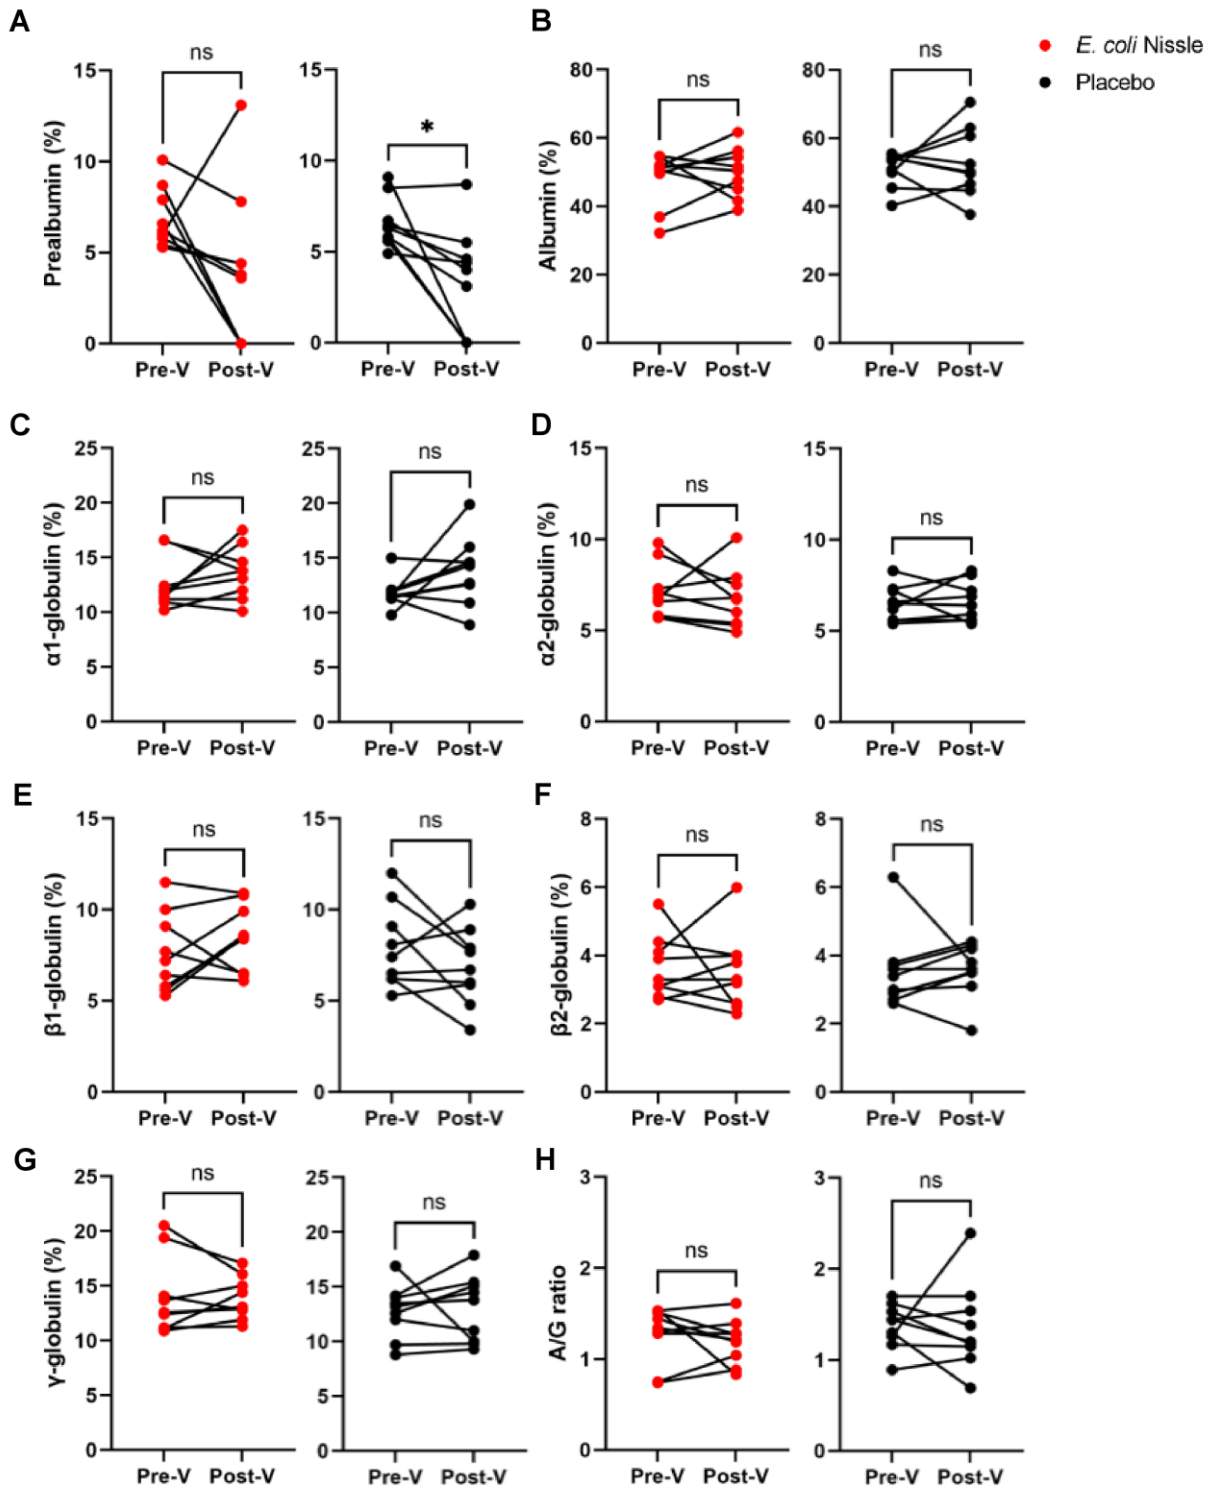 A
B
E. coli Nissle
Placebo
ns
*
ns
ns
Prealbumin (%)
15
10
5
0
Pre-V Post-V
15
10
5
0
Pre-V Post-V
Albumin (%)
80
60
40
20
0
Pre-V Post-V
80
60
40
20
0
Pre-V Post-V
C
D
ns
ns
ns
ns
α1-globulin (%)
25
20
15
10
5
0
Pre-V Post-V
25
20
15
10
5
0
Pre-V Post-V
α2-globulin (%)
15
10
5
0
Pre-V Post-V
15
10
5
0
Pre-V Post-V
E
F
ns
ns
ns
ns
β1-globulin (%)
15
10
5
0
Pre-V Post-V
15
10
5
0
Pre-V Post-V
β2-globulin (%)
8
6
4
2
0
Pre-V Post-V
8
6
4
2
0
Pre-V Post-V
G
H
ns
ns
ns
ns
γ-globulin (%)
25
20
15
10
5
0
Pre-V Post-V
25
20
15
10
5
0
Pre-V Post-V
A/G ratio
3
2
1
0
Pre-V Post-V
3
2
1
0
Pre-V Post-V